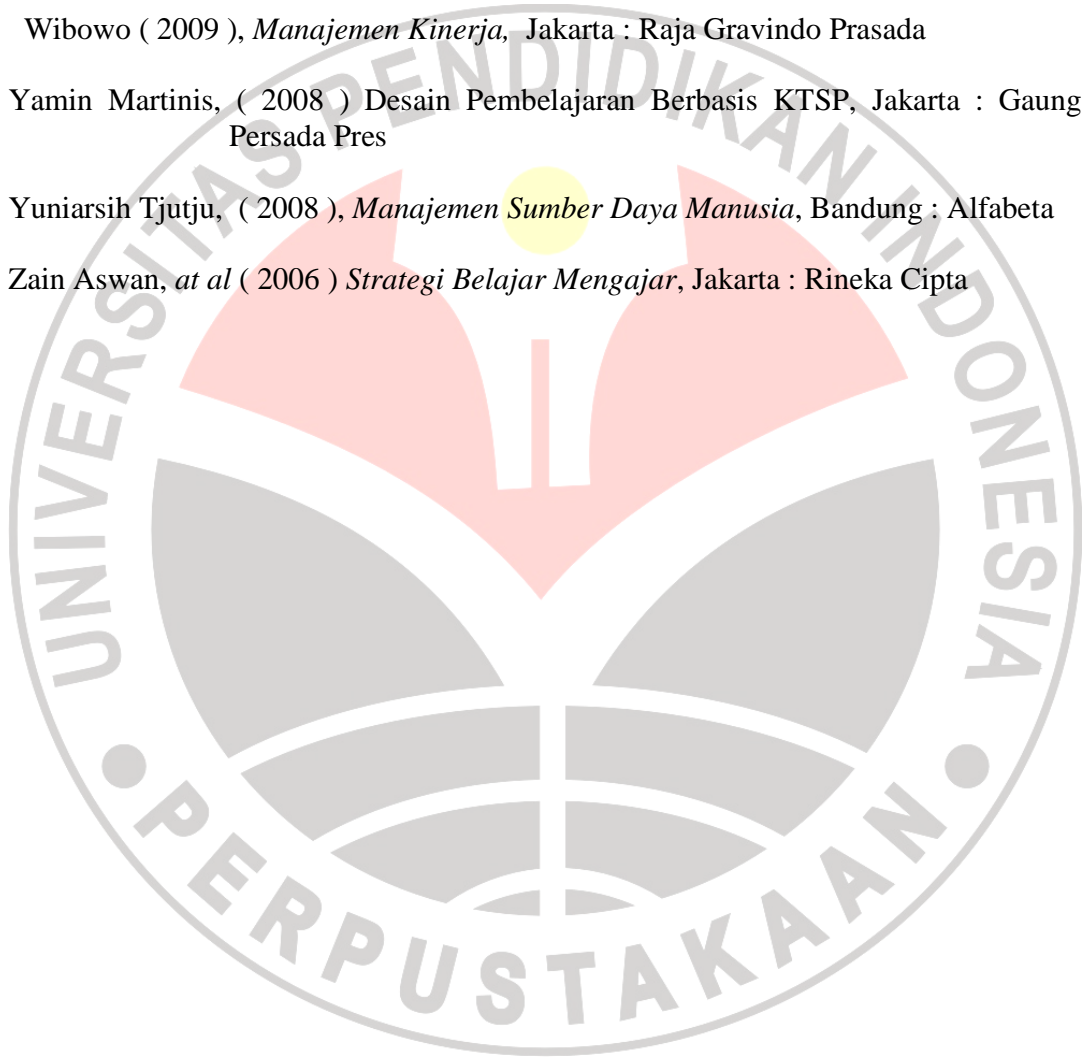 Wibowo ( 2009 ), Manajemen Kinerja, Jakarta : Raja Gravindo Prasada
Yamin Martinis, ( 2008 ) Desain Pembelajaran Berbasis KTSP, Jakarta : Gaung
Persada Pres
Yuniarsih Tjutju, ( 2008 ), Manajemen Sumber Daya Manusia, Bandung : Alfabeta
Zain Aswan, at al ( 2006 ) Strategi Belajar Mengajar, Jakarta : Rineka Cipta
UNIVERSITAS PENDIDIKAN INDONESIA
PERPUSTAKAAN